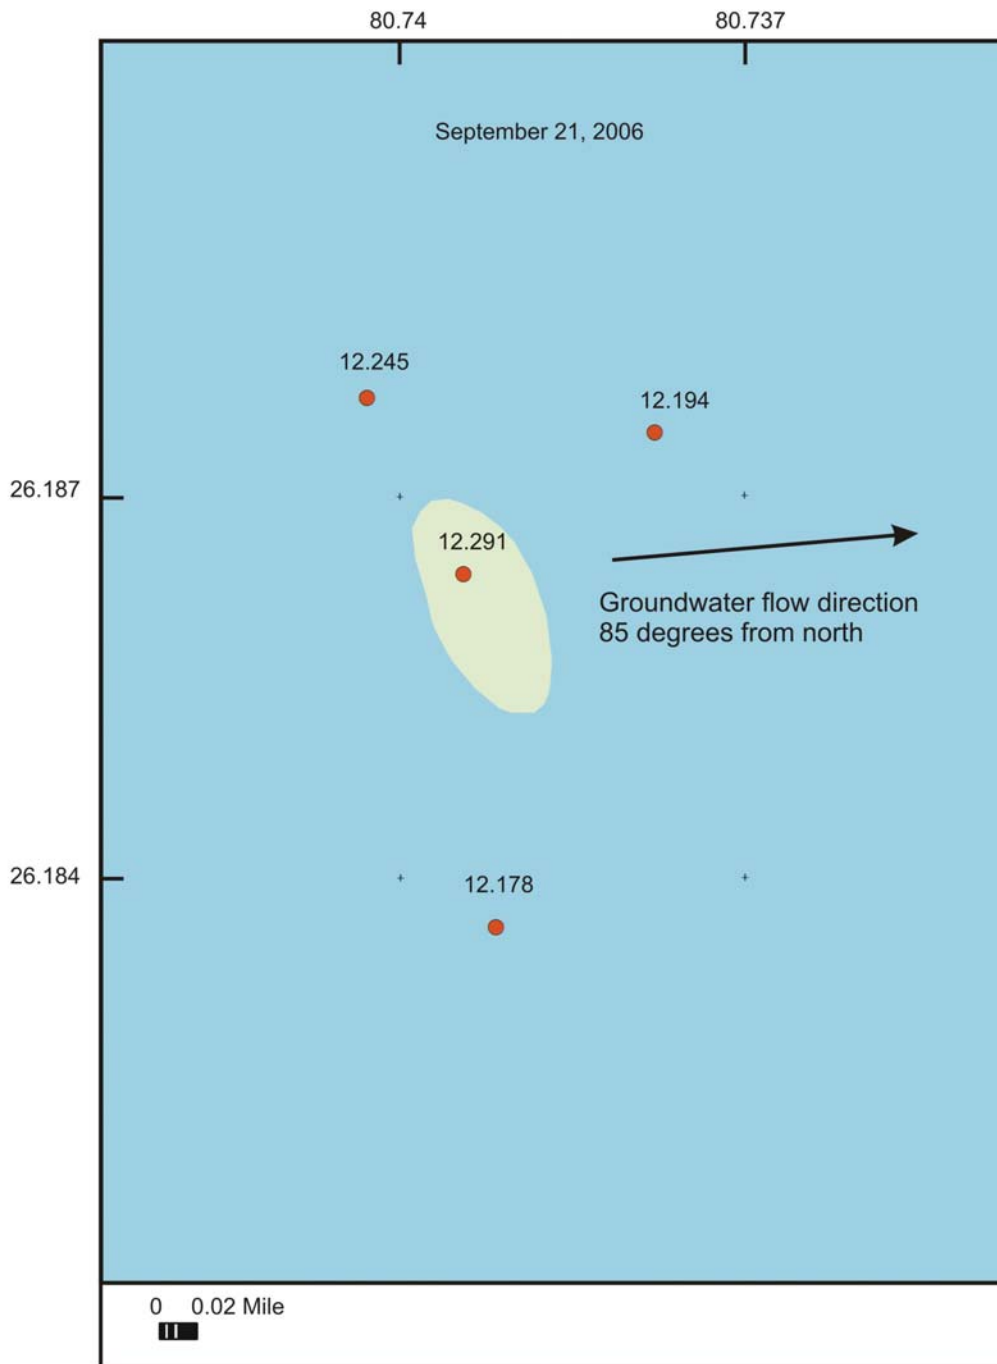 80.74 80.737
September 21, 2006
12.245
12.194
26.187
12.291
Groundwater flow direction
85 degrees from north
26.184
12.178
0 0.02 Mile